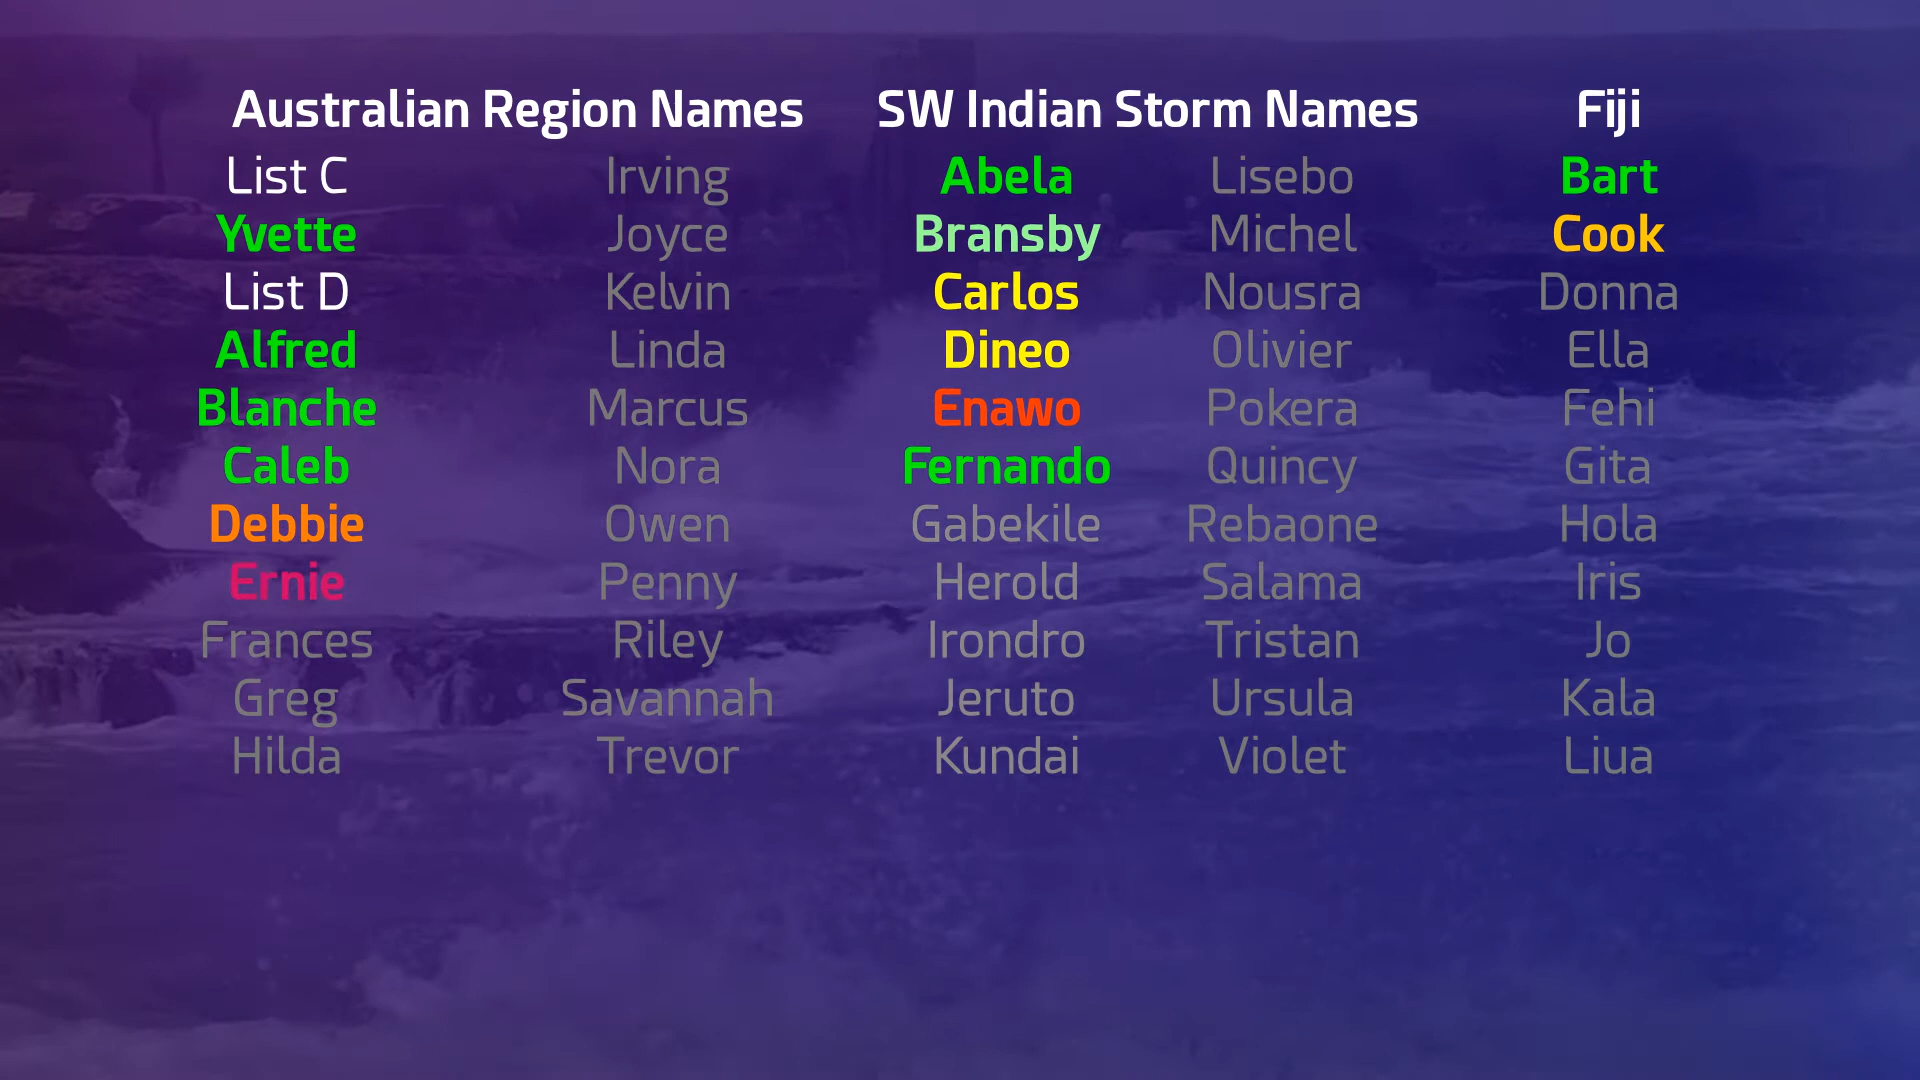 Australian Region Names
List C
Yvette
List D
Alfred
Blanche
Caleb
Debbie
Ernie
Frances
Greg
Hilda
Irving
Joyce
Kelvin
Linda
Marcus
Nora
Owen
Penny
Riley
Savannah
Trevor
SW Indian Storm Names
Abela
Bransby
Carlos
Dineo
Enawo
Fernando
Gabekile
Herold
Irondro
Jeruto
Kundai
Lisebo
Michel
Nousra
Olivier
Pokera
Quincy
Rebaone
Salama
Tristan
Ursula
Violet
Fiji
Bart
Cook
Donna
Ella
Fehi
Gita
Hola
Iris
Jo
Kala
Liua